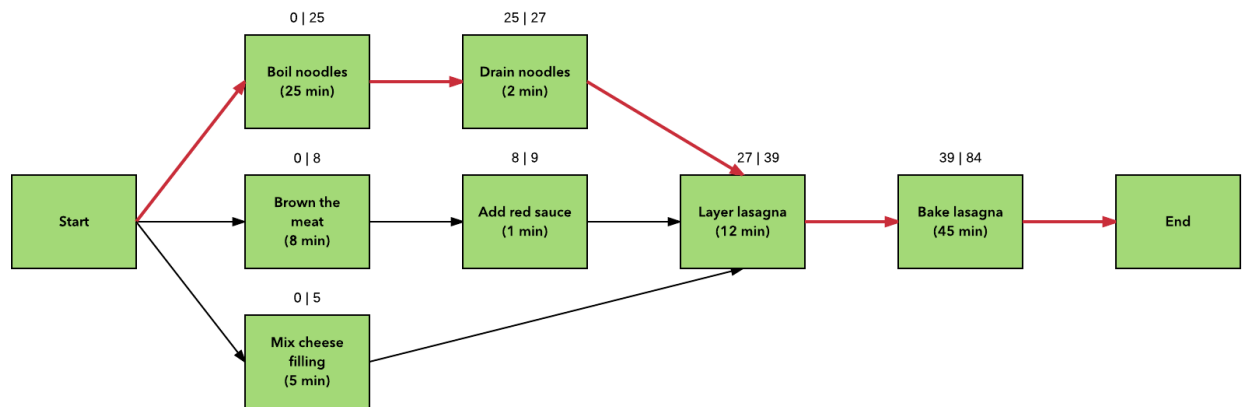 0 | 25
25 | 27
Boil noodles
(25 min)
Drain noodles
(2 min)
0 | 8
8 | 9
27 | 39
39 | 84
Start
Brown the
meat
(8 min)
Add red sauce
(1 min)
Layer lasagna
(12 min)
Bake lasagna
(45 min)
End
0 | 5
Mix cheese
filling
(5 min)